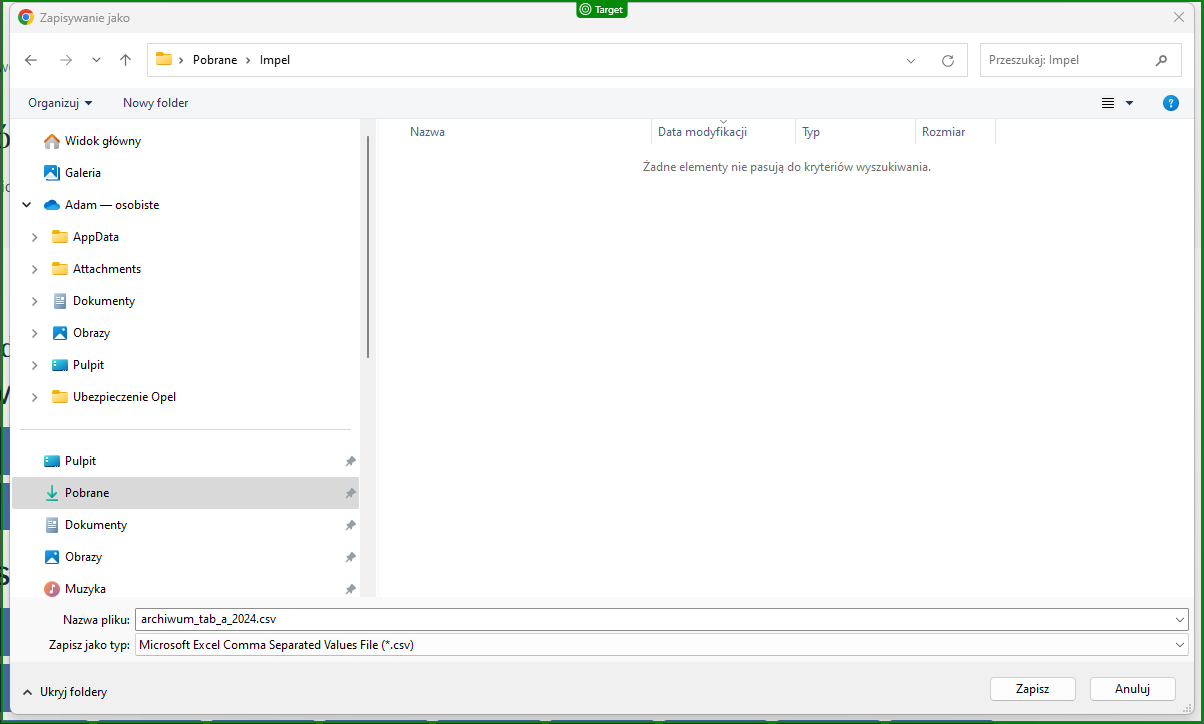 Target
Zapisywanie jako
Pobrane > Impel
Przeszukaj: Impel
Organizuj
Nowy folder
?
Nazwa
Data modyfikacji
Typ
Rozmiar
Żadne elementy nie pasują do kryteriów wyszukiwania.
Widok główny
Galeria
Adam — osobiste
AppData
Attachments
Dokumenty
Obrazy
Pulpit
Ubezpieczenie Opel
Pulpit
Pobrane
Dokumenty
Obrazy
Muzyka
Nazwa pliku: archiwum_tab_a_2024.csv
Zapisz jako typ: Microsoft Excel Comma Separated Values File (*.csv)
Ukryj foldery
Zapisz
Anuluj